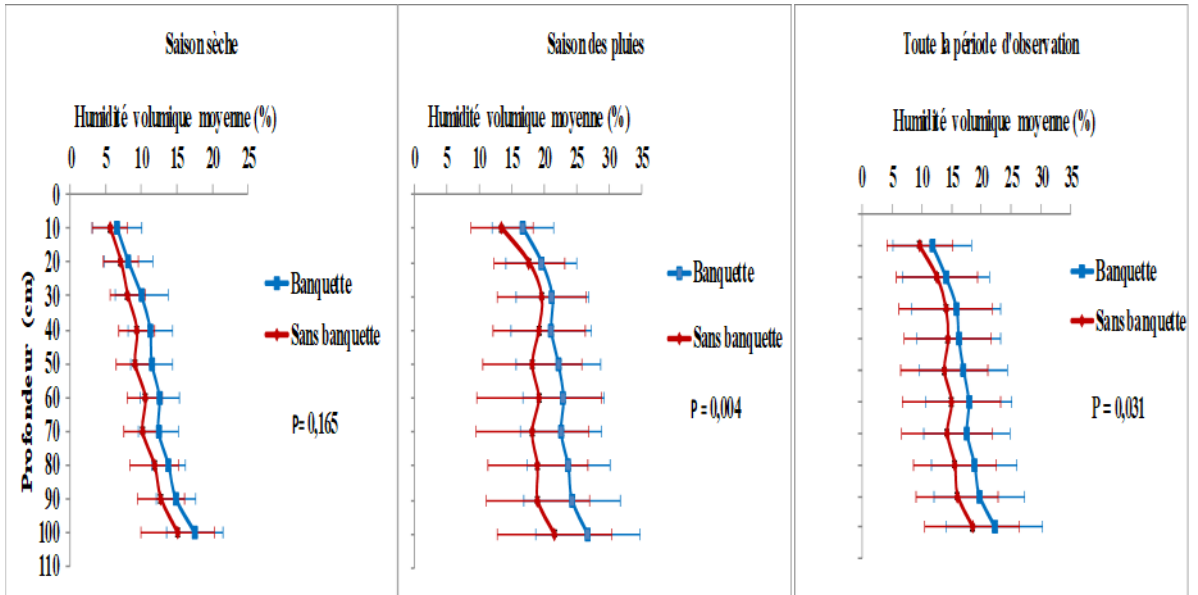 Saison sèche
Humidité volumique moyenne (%)
0 5 10 15 20 25
Profondeur (cm)
0
10
20
30
40
50
60
70
80
90
100
110
Banquette
Sans banquette
P= 0,165
Saison des pluies
Humidité volumique moyenne (%)
0 5 10 15 20 25 30 35
Banquette
Sans banquette
P = 0,004
Toute la période d'observation
Humidité volumique moyenne (%)
0 5 10 15 20 25 30 35
Banquette
Sans banquette
P = 0,031